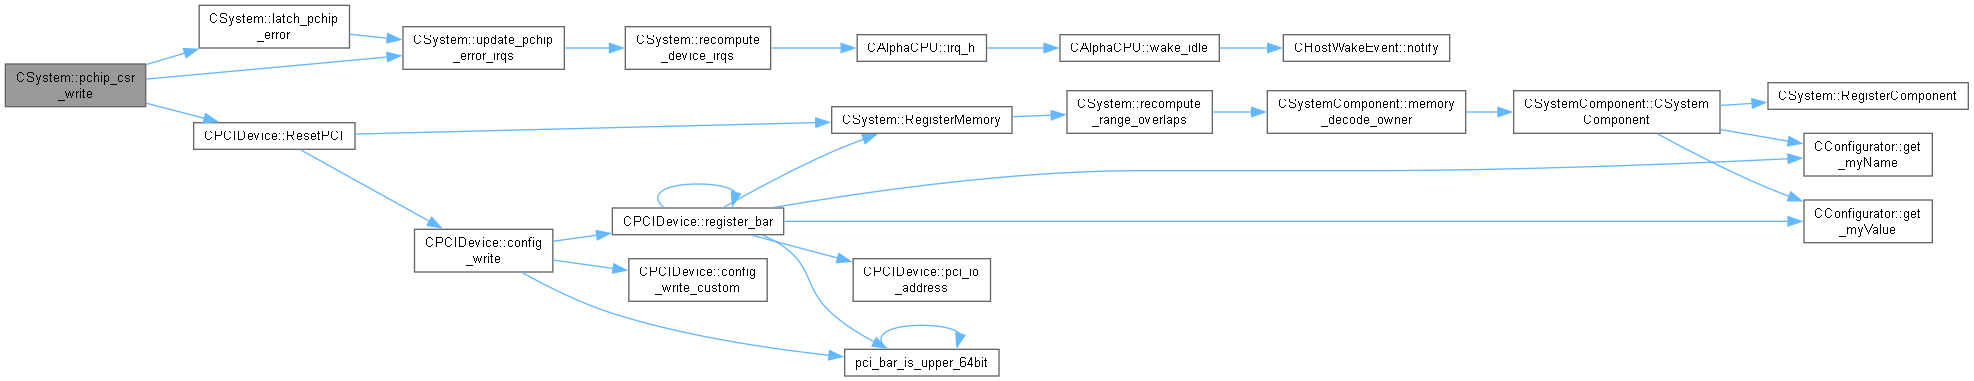 CSystem::pchip_csr
_write
CSystem::latch_pchip
_error
CSystem::update_pchip
_error_irqs
CSystem::recompute
_device_irqs
CAlphaCPU::irq_h
CAlphaCPU::wake_idle
CHostWakeEvent::notify
CPCIDevice::ResetPCI
CSystem::RegisterMemory
CSystem::recompute
_range_overlaps
CSystemComponent::memory
_decode_owner
CSystemComponent::CSystem
Component
CSystem::RegisterComponent
CConfigurator::get
_myName
CConfigurator::get
_myValue
CPCIDevice::config
_write
CPCIDevice::register_bar
CPCIDevice::config
_write_custom
CPCIDevice::pci_io
_address
pci_bar_is_upper_64bit